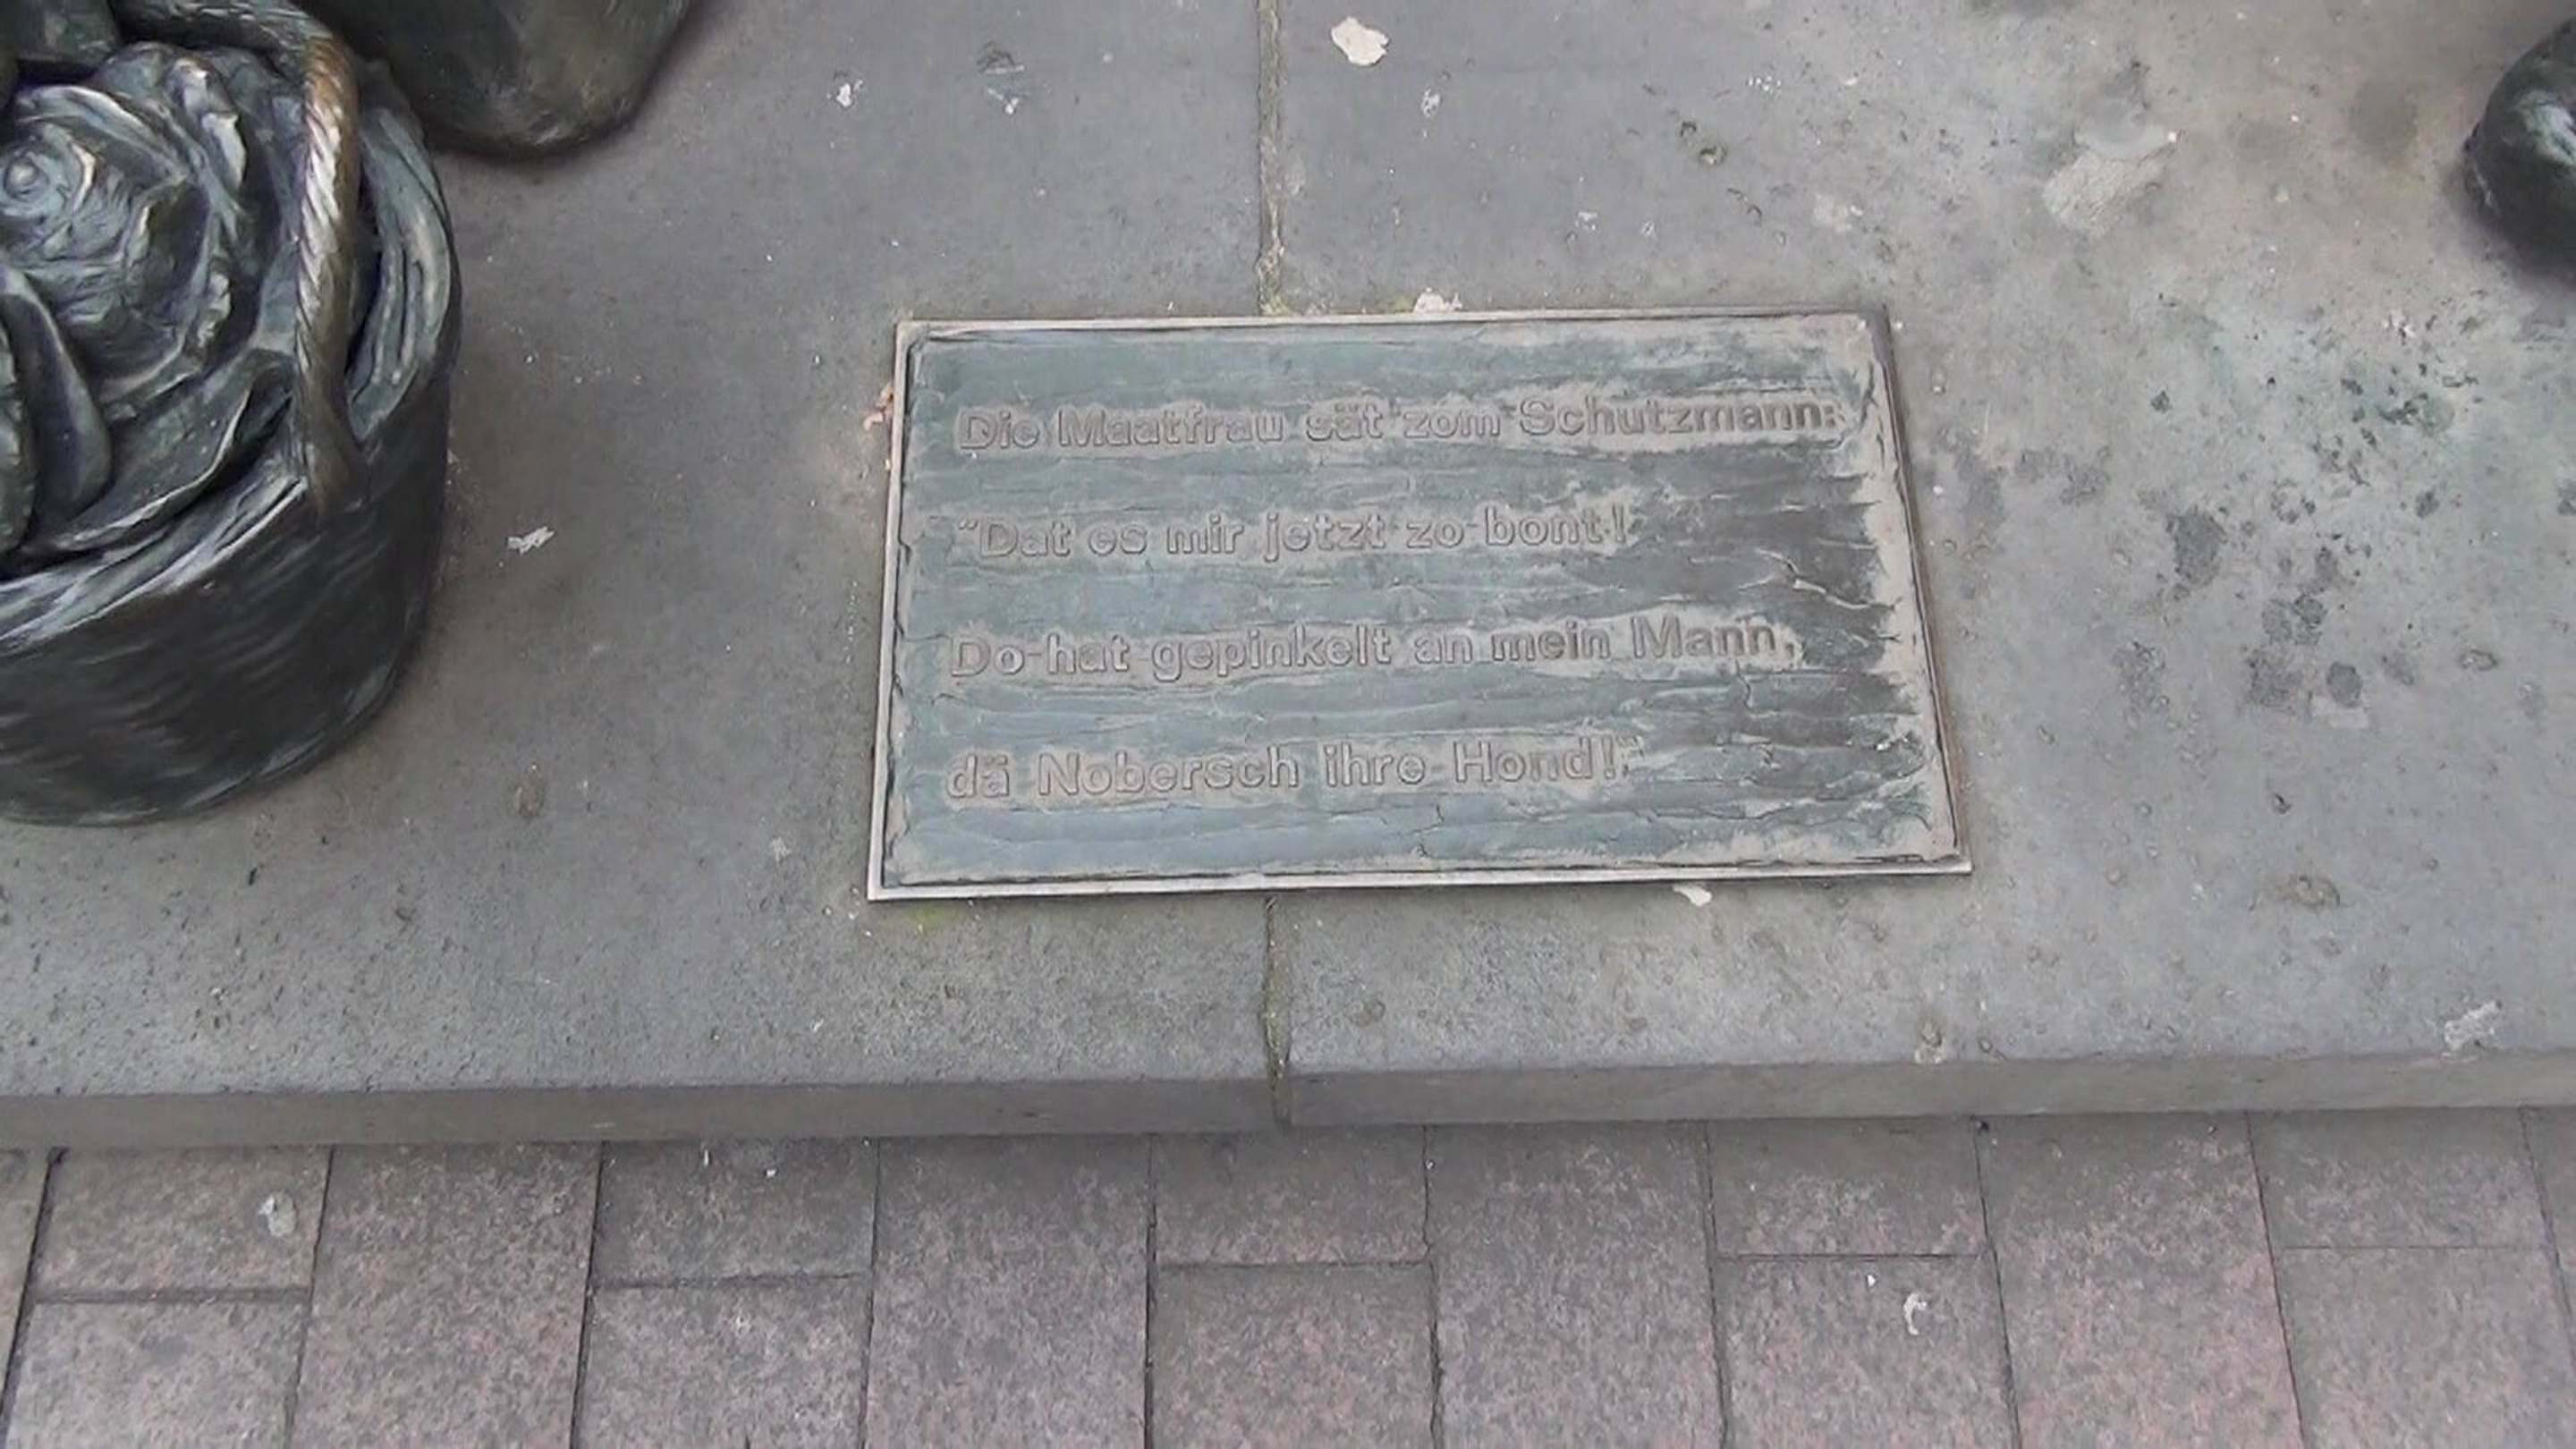 Die Maatfrau sät zom Schutzmann:
"Dat es mir jetzt zo bont!
Do hat gepinkelt an mein Mann,
dä Nobersch ihre Hond!"